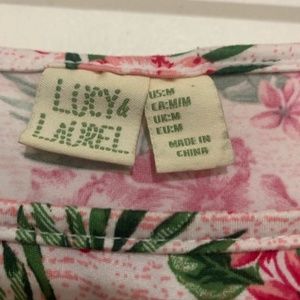 LUCY &
LAUREL
US:M
CA:M/M
UK:M
EU:M
MADE IN
CHINA